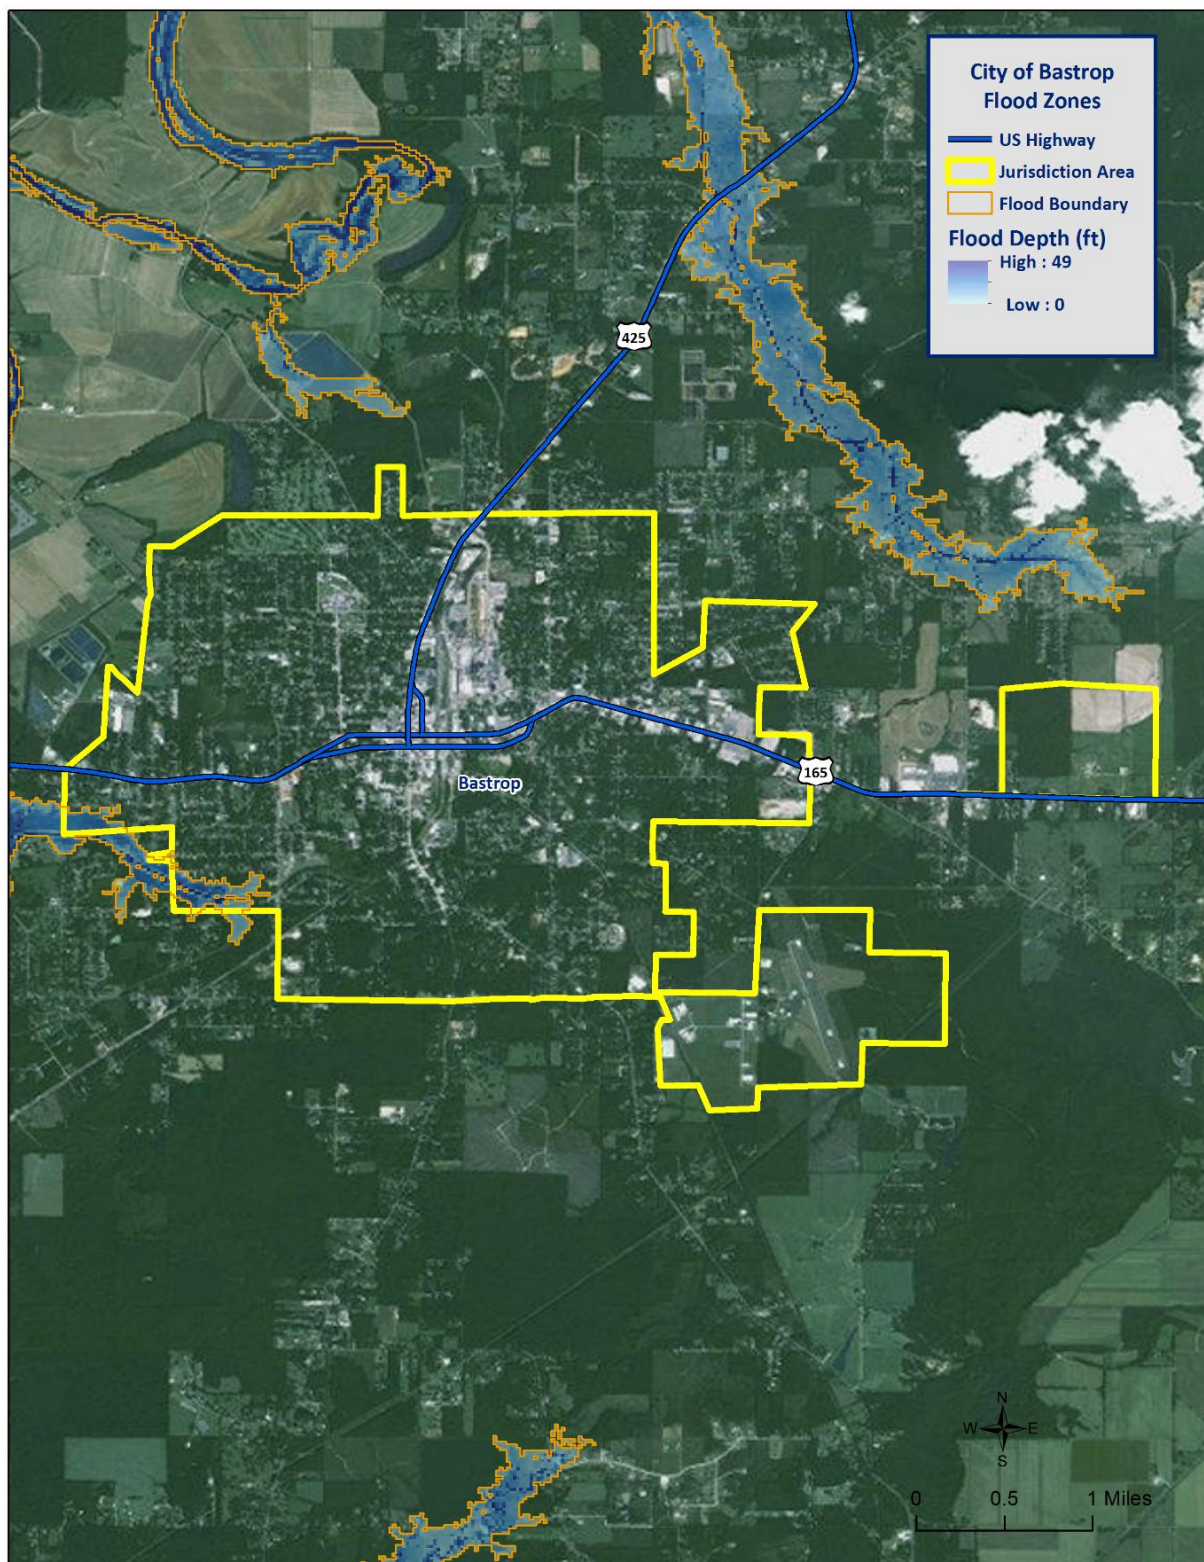 City of Bastrop
Flood Zones
US Highway
Jurisdiction Area
Flood Boundary
Flood Depth (ft)
High : 49
Low : 0
425
165
Bastrop
N
W E
S
0 0.5 1 Miles